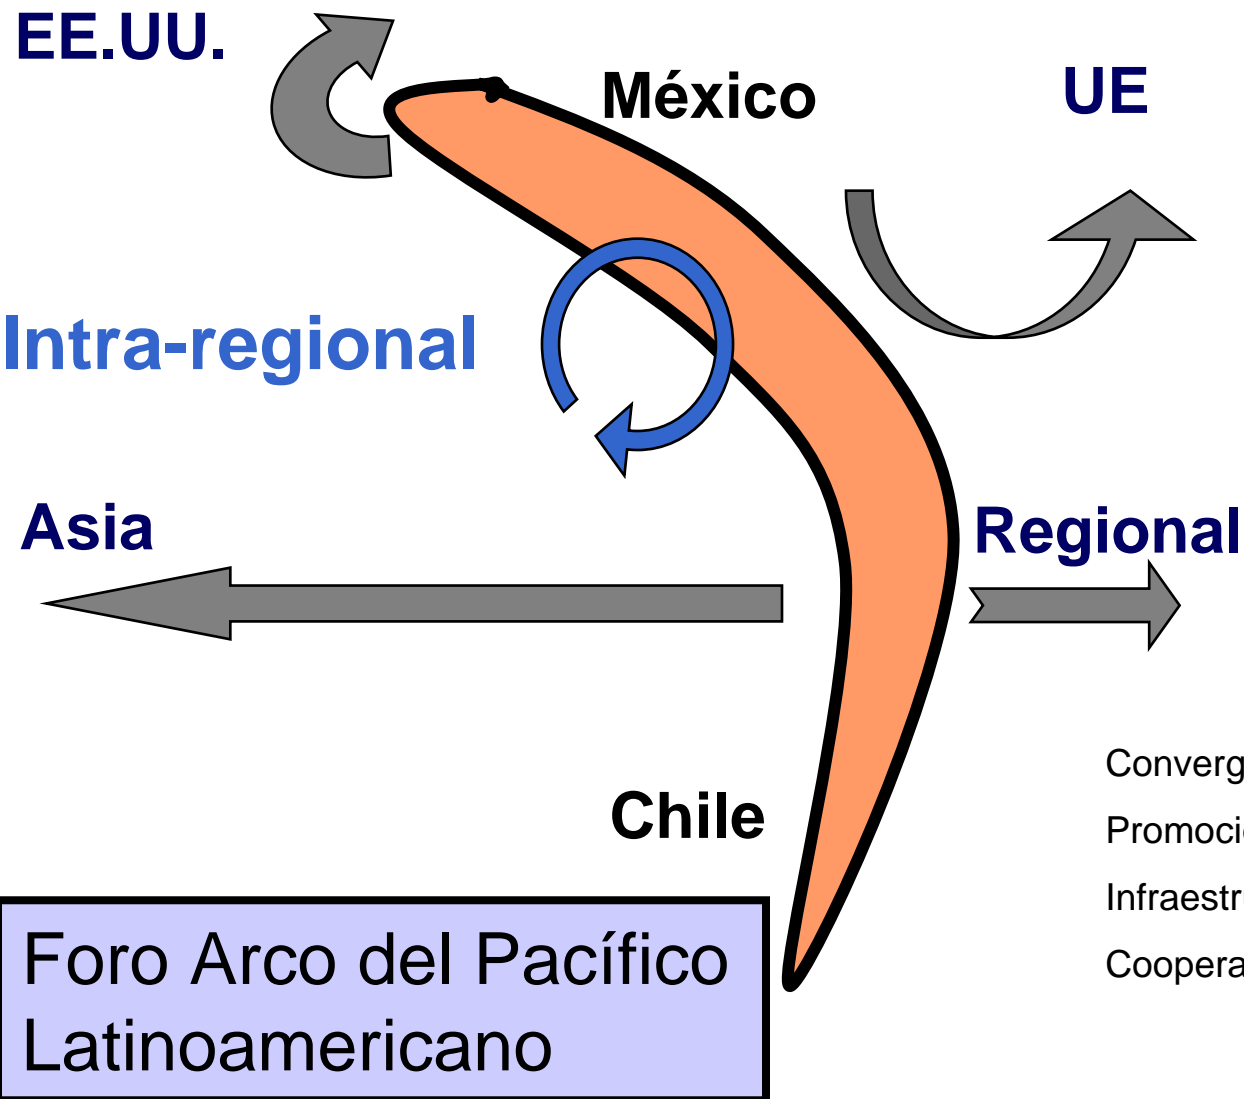 EE.UU.
México
UE
Intra-regional
Asia
Regional
Chile
Foro Arco del Pacífico
Latinoamericano